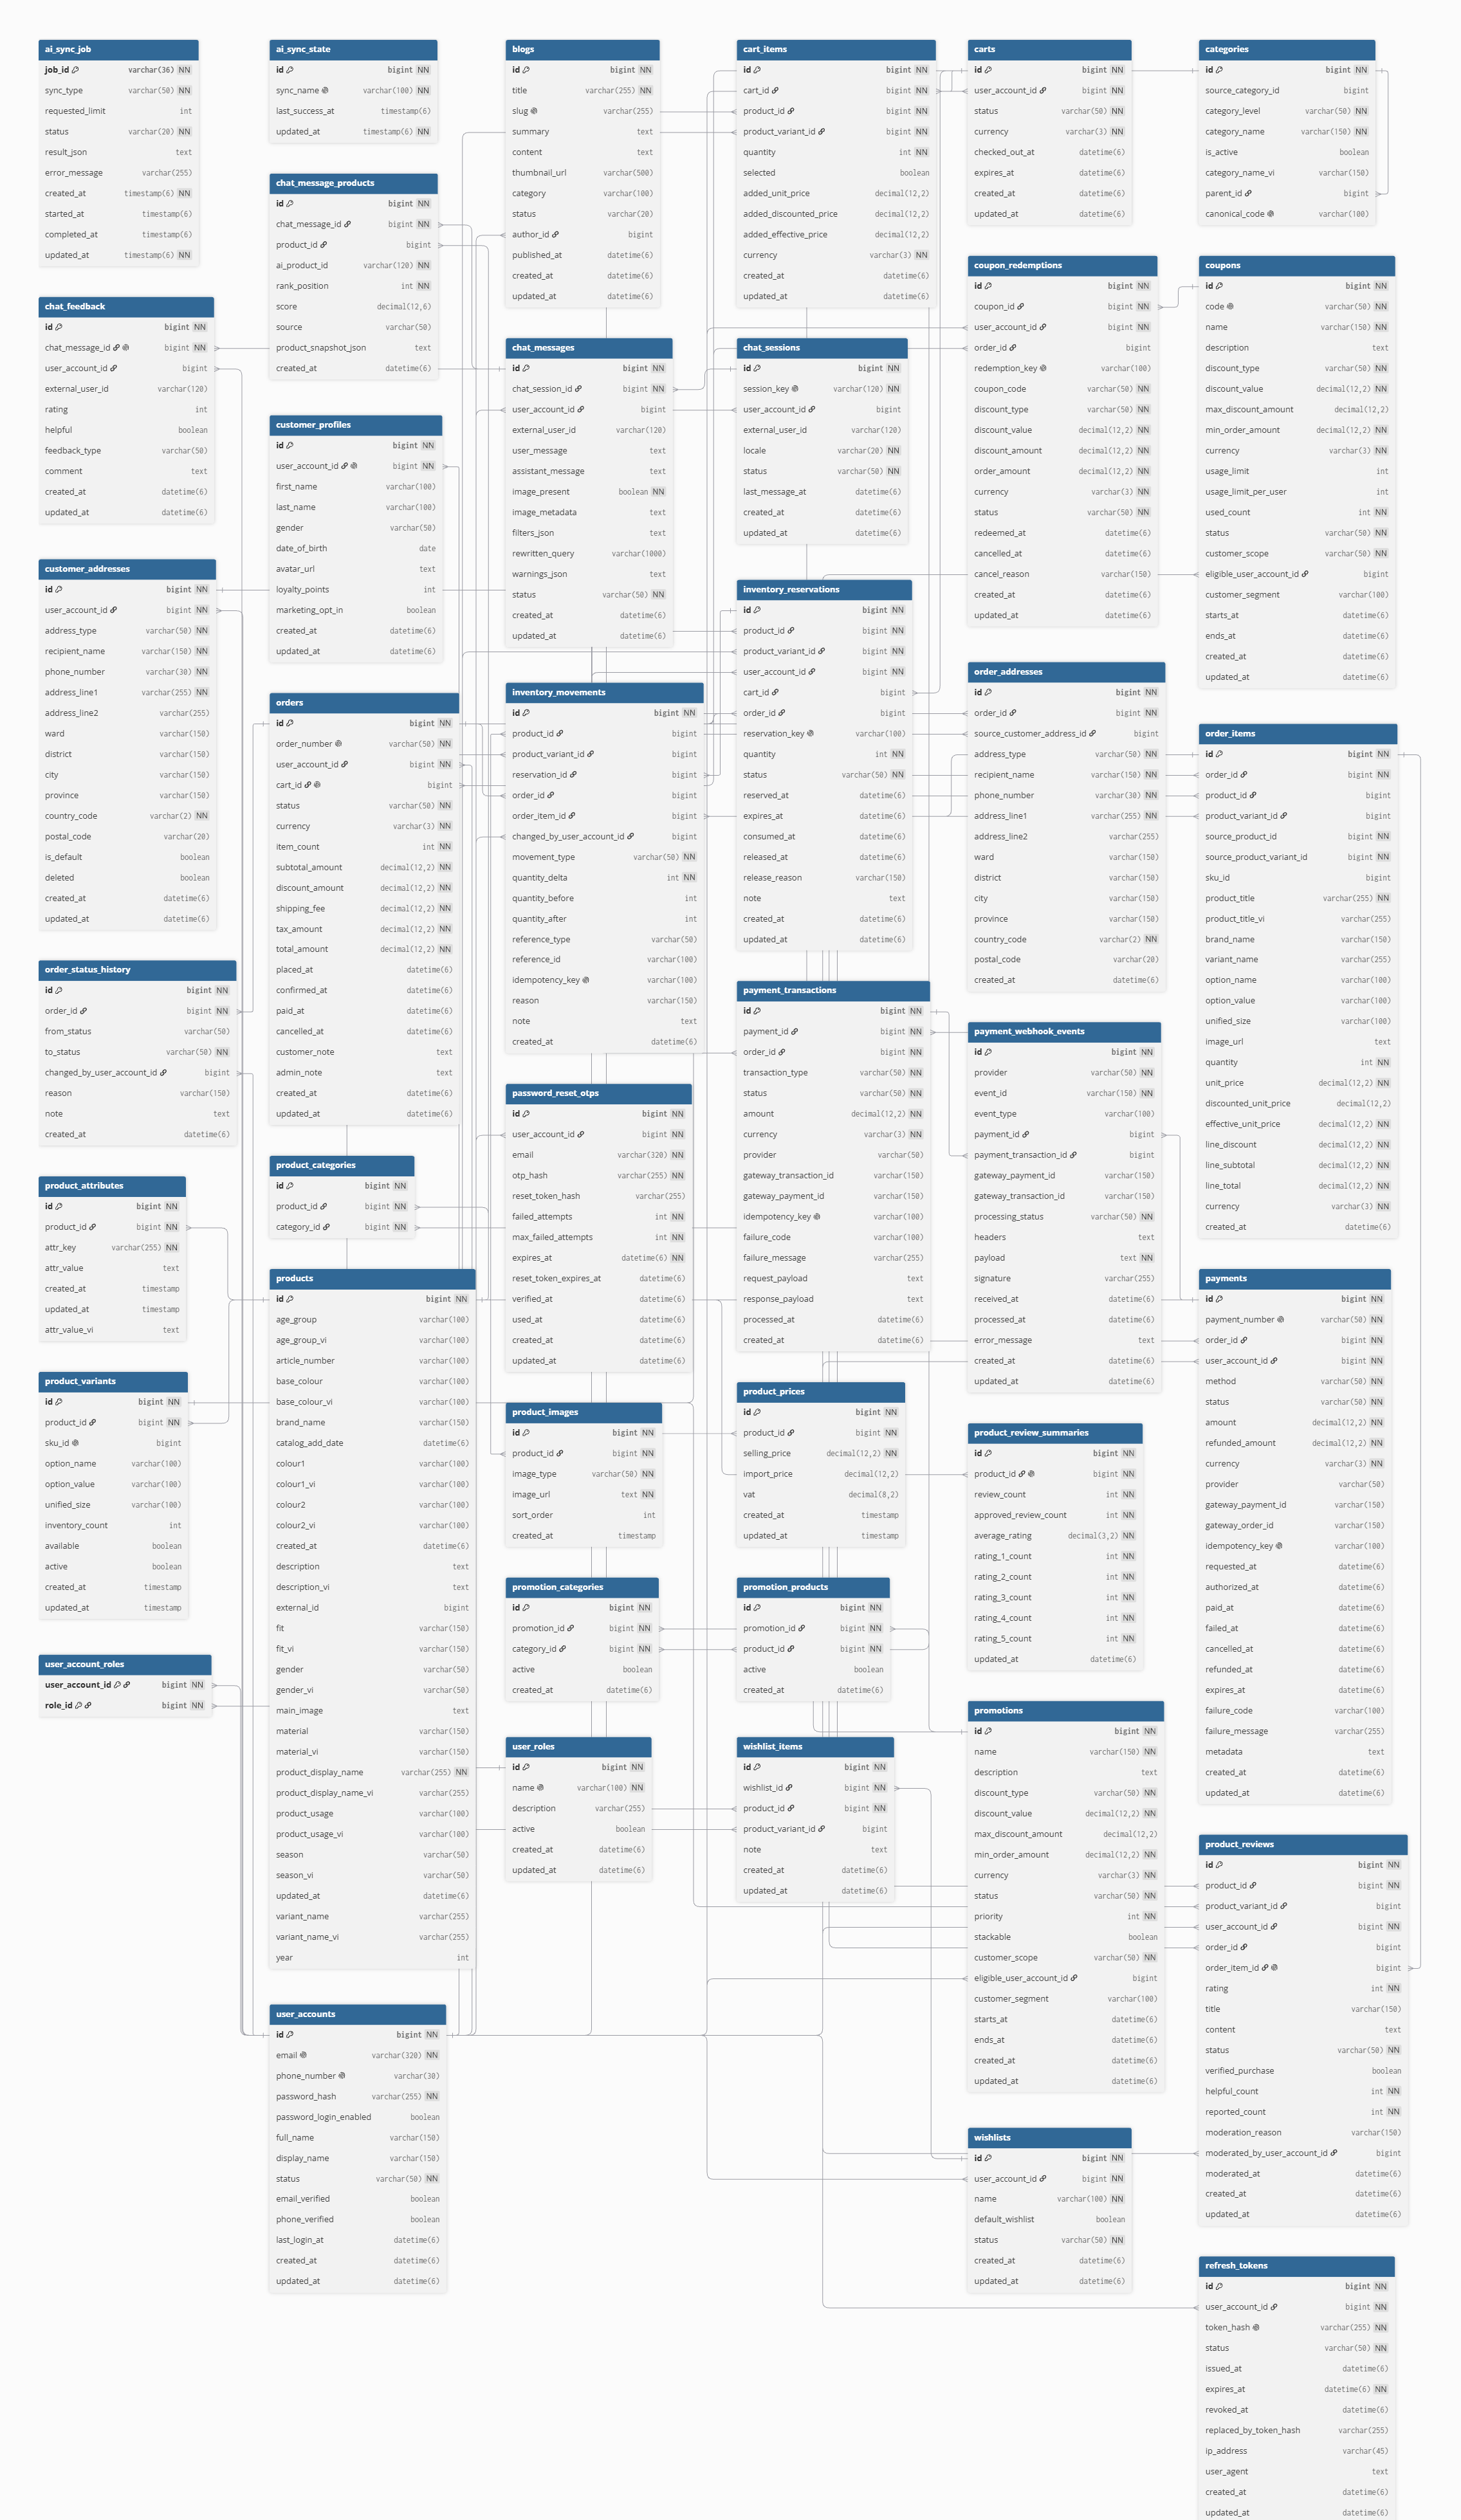 ai_sync_job
job_id varchar(36) NN
sync_type varchar(50) NN
requested_limit int
status varchar(20) NN
result_json text
error_message varchar(255)
created_at timestamp(6) NN
started_at timestamp(6)
completed_at timestamp(6)
updated_at timestamp(6) NN
ai_sync_state
id bigint NN
sync_name varchar(100) NN
last_success_at timestamp(6)
updated_at timestamp(6) NN
blogs
id bigint NN
title varchar(255) NN
slug varchar(255)
summary text
content text
thumbnail_url varchar(500)
category varchar(100)
status varchar(20)
author_id bigint
published_at datetime(6)
created_at datetime(6)
updated_at datetime(6)
cart_items
id bigint NN
cart_id bigint NN
product_id bigint NN
product_variant_id bigint NN
quantity int NN
selected boolean
added_unit_price decimal(12,2)
added_discounted_price decimal(12,2)
added_effective_price decimal(12,2)
currency varchar(3) NN
created_at datetime(6)
updated_at datetime(6)
carts
id bigint NN
user_account_id bigint NN
status varchar(50) NN
currency varchar(3) NN
checked_out_at datetime(6)
expires_at datetime(6)
created_at datetime(6)
updated_at datetime(6)
categories
id bigint NN
source_category_id bigint
category_level varchar(50) NN
category_name varchar(150) NN
is_active boolean
category_name_vi varchar(150)
parent_id bigint
canonical_code varchar(100)
chat_message_products
id bigint NN
chat_message_id bigint NN
product_id bigint
ai_product_id varchar(120) NN
rank_position int NN
score decimal(12,6)
source varchar(50)
product_snapshot_json text
created_at datetime(6)
chat_feedback
id bigint NN
chat_message_id bigint NN
user_account_id bigint
external_user_id varchar(120)
rating int
helpful boolean
feedback_type varchar(50)
comment text
created_at datetime(6)
updated_at datetime(6)
chat_messages
id bigint NN
chat_session_id bigint NN
user_account_id bigint
external_user_id varchar(120)
user_message text
assistant_message text
image_present boolean NN
image_metadata text
filters_json text
rewritten_query varchar(1000)
warnings_json text
status varchar(50) NN
created_at datetime(6)
updated_at datetime(6)
chat_sessions
id bigint NN
session_key varchar(120) NN
user_account_id bigint
external_user_id varchar(120)
locale varchar(20) NN
status varchar(50) NN
last_message_at datetime(6)
created_at datetime(6)
updated_at datetime(6)
coupon_redemptions
id bigint NN
coupon_id bigint NN
user_account_id bigint NN
order_id bigint
redemption_key varchar(100)
coupon_code varchar(50) NN
discount_type varchar(50) NN
discount_value decimal(12,2) NN
discount_amount decimal(12,2) NN
order_amount decimal(12,2) NN
currency varchar(3) NN
status varchar(50) NN
redeemed_at datetime(6)
cancelled_at datetime(6)
cancel_reason varchar(150)
created_at datetime(6)
updated_at datetime(6)
coupons
id bigint NN
code varchar(50) NN
name varchar(150) NN
description text
discount_type varchar(50) NN
discount_value decimal(12,2) NN
max_discount_amount decimal(12,2)
min_order_amount decimal(12,2) NN
currency varchar(3) NN
usage_limit int
usage_limit_per_user int
used_count int NN
status varchar(50) NN
customer_scope varchar(50) NN
eligible_user_account_id bigint
customer_segment varchar(100)
starts_at datetime(6)
ends_at datetime(6)
created_at datetime(6)
updated_at datetime(6)
customer_profiles
id bigint NN
user_account_id bigint NN
first_name varchar(100)
last_name varchar(100)
gender varchar(50)
date_of_birth date
avatar_url text
loyalty_points int
marketing_opt_in boolean
created_at datetime(6)
updated_at datetime(6)
customer_addresses
id bigint NN
user_account_id bigint NN
address_type varchar(50) NN
recipient_name varchar(150) NN
phone_number varchar(30) NN
address_line1 varchar(255) NN
address_line2 varchar(255)
ward varchar(150)
district varchar(150)
city varchar(150)
province varchar(150)
country_code varchar(2) NN
postal_code varchar(20)
is_default boolean
deleted boolean
created_at datetime(6)
updated_at datetime(6)
inventory_reservations
id bigint NN
product_id bigint NN
product_variant_id bigint NN
user_account_id bigint NN
cart_id bigint
order_id bigint
reservation_key varchar(100)
quantity int NN
status varchar(50) NN
reserved_at datetime(6)
expires_at datetime(6)
consumed_at datetime(6)
released_at datetime(6)
release_reason varchar(150)
note text
created_at datetime(6)
updated_at datetime(6)
orders
id bigint NN
order_number varchar(50) NN
user_account_id bigint NN
cart_id bigint
status varchar(50) NN
currency varchar(3) NN
item_count int NN
subtotal_amount decimal(12,2) NN
discount_amount decimal(12,2) NN
shipping_fee decimal(12,2) NN
tax_amount decimal(12,2) NN
total_amount decimal(12,2) NN
placed_at datetime(6)
confirmed_at datetime(6)
paid_at datetime(6)
cancelled_at datetime(6)
customer_note text
admin_note text
created_at datetime(6)
updated_at datetime(6)
inventory_movements
id bigint NN
product_id bigint
product_variant_id bigint
reservation_id bigint
order_id bigint
order_item_id bigint
changed_by_user_account_id bigint
movement_type varchar(50) NN
quantity_delta int NN
quantity_before int
quantity_after int
reference_type varchar(50)
reference_id varchar(100)
idempotency_key varchar(100)
reason varchar(150)
note text
created_at datetime(6)
order_addresses
id bigint NN
order_id bigint NN
source_customer_address_id bigint
address_type varchar(50) NN
recipient_name varchar(150) NN
phone_number varchar(30) NN
address_line1 varchar(255) NN
address_line2 varchar(255)
ward varchar(150)
district varchar(150)
city varchar(150)
province varchar(150)
country_code varchar(2) NN
postal_code varchar(20)
created_at datetime(6)
order_items
id bigint NN
order_id bigint NN
product_id bigint
product_variant_id bigint
source_product_id bigint NN
source_product_variant_id bigint NN
sku_id bigint
product_title varchar(255) NN
product_title_vi varchar(255)
brand_name varchar(150)
variant_name varchar(255)
option_name varchar(100)
option_value varchar(100)
unified_size varchar(100)
image_url text
quantity int NN
unit_price decimal(12,2) NN
discounted_unit_price decimal(12,2)
effective_unit_price decimal(12,2) NN
line_discount decimal(12,2) NN
line_subtotal decimal(12,2) NN
line_total decimal(12,2) NN
currency varchar(3) NN
created_at datetime(6)
order_status_history
id bigint NN
order_id bigint NN
from_status varchar(50)
to_status varchar(50) NN
changed_by_user_account_id bigint
reason varchar(150)
note text
created_at datetime(6)
payment_transactions
id bigint NN
payment_id bigint NN
order_id bigint NN
transaction_type varchar(50) NN
status varchar(50) NN
amount decimal(12,2) NN
currency varchar(3) NN
provider varchar(50)
gateway_transaction_id varchar(150)
gateway_payment_id varchar(150)
idempotency_key varchar(100)
failure_code varchar(100)
failure_message varchar(255)
request_payload text
response_payload text
processed_at datetime(6)
created_at datetime(6)
payment_webhook_events
id bigint NN
provider varchar(50) NN
event_id varchar(150) NN
event_type varchar(100)
payment_id bigint
payment_transaction_id bigint
gateway_payment_id varchar(150)
gateway_transaction_id varchar(150)
processing_status varchar(50) NN
headers text
payload text NN
signature varchar(255)
received_at datetime(6)
processed_at datetime(6)
error_message text
created_at datetime(6)
updated_at datetime(6)
password_reset_otps
id bigint NN
user_account_id bigint NN
email varchar(320) NN
otp_hash varchar(255) NN
reset_token_hash varchar(255)
failed_attempts int NN
max_failed_attempts int NN
expires_at datetime(6) NN
reset_token_expires_at datetime(6)
verified_at datetime(6)
used_at datetime(6)
created_at datetime(6)
updated_at datetime(6)
product_categories
id bigint NN
product_id bigint NN
category_id bigint NN
product_attributes
id bigint NN
product_id bigint NN
attr_key varchar(255) NN
attr_value text
created_at timestamp
updated_at timestamp
attr_value_vi text
products
id bigint NN
age_group varchar(100)
age_group_vi varchar(100)
article_number varchar(100)
base_colour varchar(100)
base_colour_vi varchar(100)
brand_name varchar(150)
catalog_add_date datetime(6)
colour1 varchar(100)
colour1_vi varchar(100)
colour2 varchar(100)
colour2_vi varchar(100)
created_at datetime(6)
description text
description_vi text
external_id bigint
fit varchar(150)
fit_vi varchar(150)
gender varchar(50)
gender_vi varchar(50)
main_image text
material varchar(150)
material_vi varchar(150)
product_display_name varchar(255) NN
product_display_name_vi varchar(255)
product_usage varchar(100)
product_usage_vi varchar(100)
season varchar(50)
season_vi varchar(50)
updated_at datetime(6)
variant_name varchar(255)
variant_name_vi varchar(255)
year int
payments
id bigint NN
payment_number varchar(50) NN
order_id bigint NN
user_account_id bigint NN
method varchar(50) NN
status varchar(50) NN
amount decimal(12,2) NN
refunded_amount decimal(12,2) NN
currency varchar(3) NN
provider varchar(50)
gateway_payment_id varchar(150)
gateway_order_id varchar(150)
idempotency_key varchar(100)
requested_at datetime(6)
authorized_at datetime(6)
paid_at datetime(6)
failed_at datetime(6)
cancelled_at datetime(6)
refunded_at datetime(6)
expires_at datetime(6)
failure_code varchar(100)
failure_message varchar(255)
metadata text
created_at datetime(6)
updated_at datetime(6)
product_variants
id bigint NN
product_id bigint NN
sku_id bigint
option_name varchar(100)
option_value varchar(100)
unified_size varchar(100)
inventory_count int
available boolean
active boolean
created_at timestamp
updated_at timestamp
product_images
id bigint NN
product_id bigint NN
image_type varchar(50) NN
image_url text NN
sort_order int
created_at timestamp
product_prices
id bigint NN
product_id bigint NN
selling_price decimal(12,2) NN
import_price decimal(12,2)
vat decimal(8,2)
created_at timestamp
updated_at timestamp
product_review_summaries
id bigint NN
product_id bigint NN
review_count int NN
approved_review_count int NN
average_rating decimal(3,2) NN
rating_1_count int NN
rating_2_count int NN
rating_3_count int NN
rating_4_count int NN
rating_5_count int NN
updated_at datetime(6)
promotion_categories
id bigint NN
promotion_id bigint NN
category_id bigint NN
active boolean
created_at datetime(6)
promotion_products
id bigint NN
promotion_id bigint NN
product_id bigint NN
active boolean
created_at datetime(6)
user_account_roles
user_account_id bigint NN
role_id bigint NN
promotions
id bigint NN
name varchar(150) NN
description text
discount_type varchar(50) NN
discount_value decimal(12,2) NN
max_discount_amount decimal(12,2)
min_order_amount decimal(12,2) NN
currency varchar(3) NN
status varchar(50) NN
priority int NN
stackable boolean
customer_scope varchar(50) NN
eligible_user_account_id bigint
customer_segment varchar(100)
starts_at datetime(6)
ends_at datetime(6)
created_at datetime(6)
updated_at datetime(6)
user_roles
id bigint NN
name varchar(100) NN
description varchar(255)
active boolean
created_at datetime(6)
updated_at datetime(6)
wishlist_items
id bigint NN
wishlist_id bigint NN
product_id bigint NN
product_variant_id bigint
note text
created_at datetime(6)
updated_at datetime(6)
product_reviews
id bigint NN
product_id bigint NN
product_variant_id bigint
user_account_id bigint NN
order_id bigint
order_item_id bigint
rating int NN
title varchar(150)
content text
status varchar(50) NN
verified_purchase boolean
helpful_count int NN
reported_count int NN
moderation_reason varchar(150)
moderated_by_user_account_id bigint
moderated_at datetime(6)
created_at datetime(6)
updated_at datetime(6)
user_accounts
id bigint NN
email varchar(320) NN
phone_number varchar(30)
password_hash varchar(255) NN
password_login_enabled boolean
full_name varchar(150)
display_name varchar(150)
status varchar(50) NN
email_verified boolean
phone_verified boolean
last_login_at datetime(6)
created_at datetime(6)
updated_at datetime(6)
wishlists
id bigint NN
user_account_id bigint NN
name varchar(100) NN
default_wishlist boolean
status varchar(50) NN
created_at datetime(6)
updated_at datetime(6)
refresh_tokens
id bigint NN
user_account_id bigint NN
token_hash varchar(255) NN
status varchar(50) NN
issued_at datetime(6)
expires_at datetime(6) NN
revoked_at datetime(6)
replaced_by_token_hash varchar(255)
ip_address varchar(45)
user_agent text
created_at datetime(6)
updated_at datetime(6)